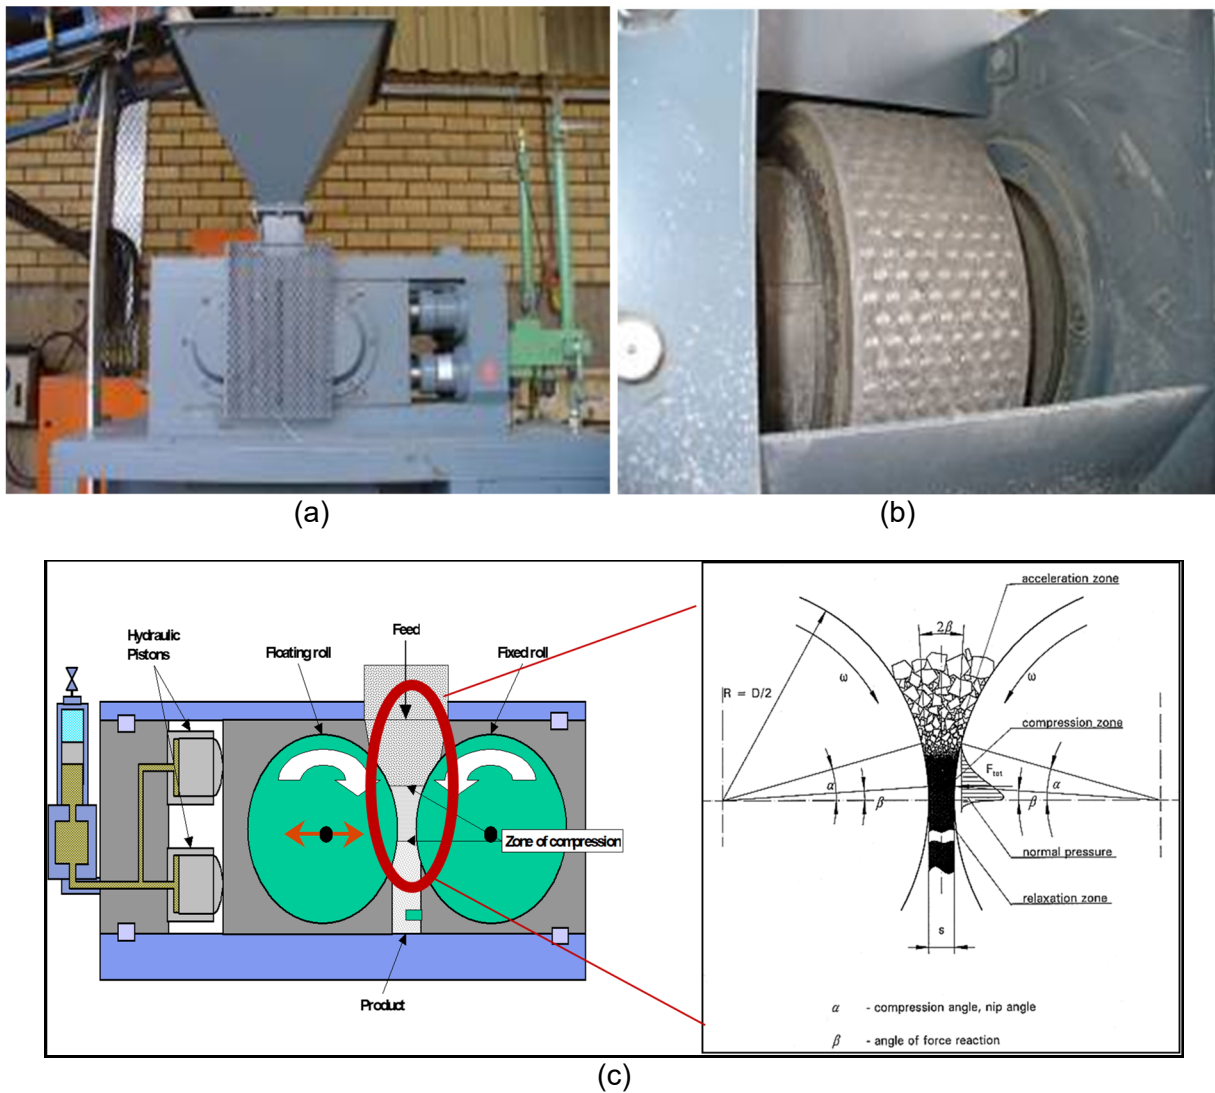 (a)
(b)
Hydraulic
Pistons
Floating roll
Feed
Fixed roll
Zone of compression
Product
acceleration zone
2β
R = D/2
ω
ω
compression zone
F tot
α
β
β
α
normal pressure
relaxation zone
s
α - compression angle, nip angle
β - angle of force reaction
(c)